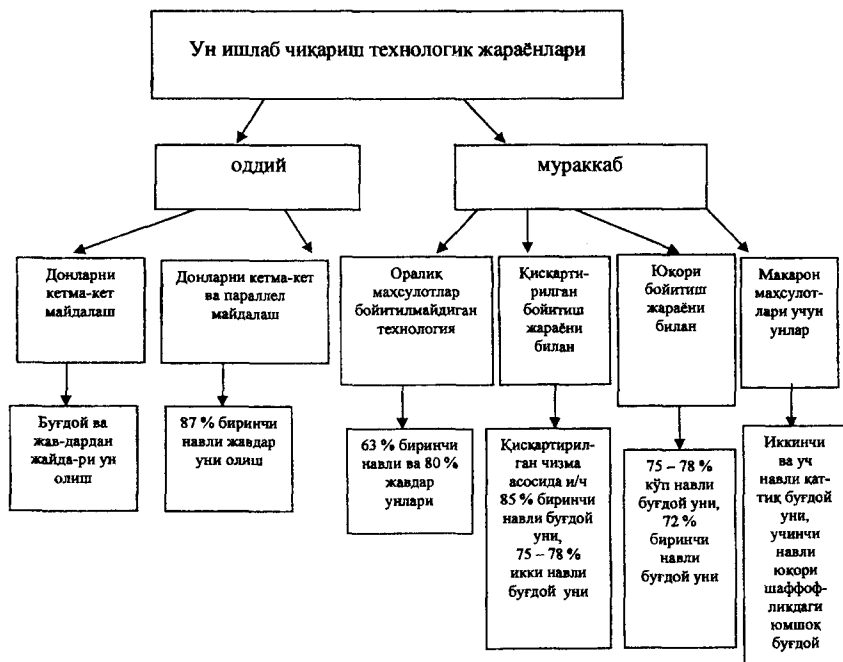 Ун ишлаб чиқариш технологик жараёнлари
оддий
мураккаб
Донларни
кетма-кет
майдалаш
Донларни кетма-кет
ва параллел
майдалаш
Оралиқ
маҳсулотлар
бойитилмайдиган
технология
Қискарти-
рилган
бойитиш
жараёни
билан
Юқори
бойитиш
жараёни
билан
Макарон
маҳсулот-
лари учун
унлар
Буғдой ва
жав-дардан
жайда-ри ун
олиш
87 % биринчи
навли жавдар
уни олиш
63 % биринчи
навли ва 80 %
жавдар
унлари
Қискартирил-
ган чизма
асосида и/ч
85 % биринчи
навли буғдой
уни,
75 – 78 %
икки навли
буғдой уни
75 – 78 %
кўп навли
буғдой уни,
72 %
биринчи
навли
буғдой уни
Иккинчи
ва уч
навли қат-
тиқ буғдой
уни,
учинчи
навли
юқори
шаффоф-
ликдаги
юмшоқ
буғдой